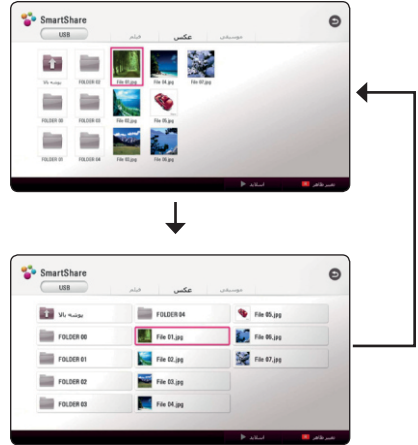 SmartShare
USB
فیلم عکس موسیقی
پوشه بالا FOLDER 02 File 01.jpg File 04.jpg File 07.jpg
FOLDER 00 FOLDER 03 File 02.jpg File 05.jpg
FOLDER 01 FOLDER 04 File 03.jpg File 06.jpg
اسلاید تغییر ظاهر
SmartShare
USB
فیلم عکس موسیقی
پوشه بالا FOLDER 04 File 05.jpg
FOLDER 00 File 01.jpg File 06.jpg
FOLDER 01 File 02.jpg File 07.jpg
FOLDER 02 File 03.jpg
FOLDER 03 File 04.jpg
اسلاید تغییر ظاهر